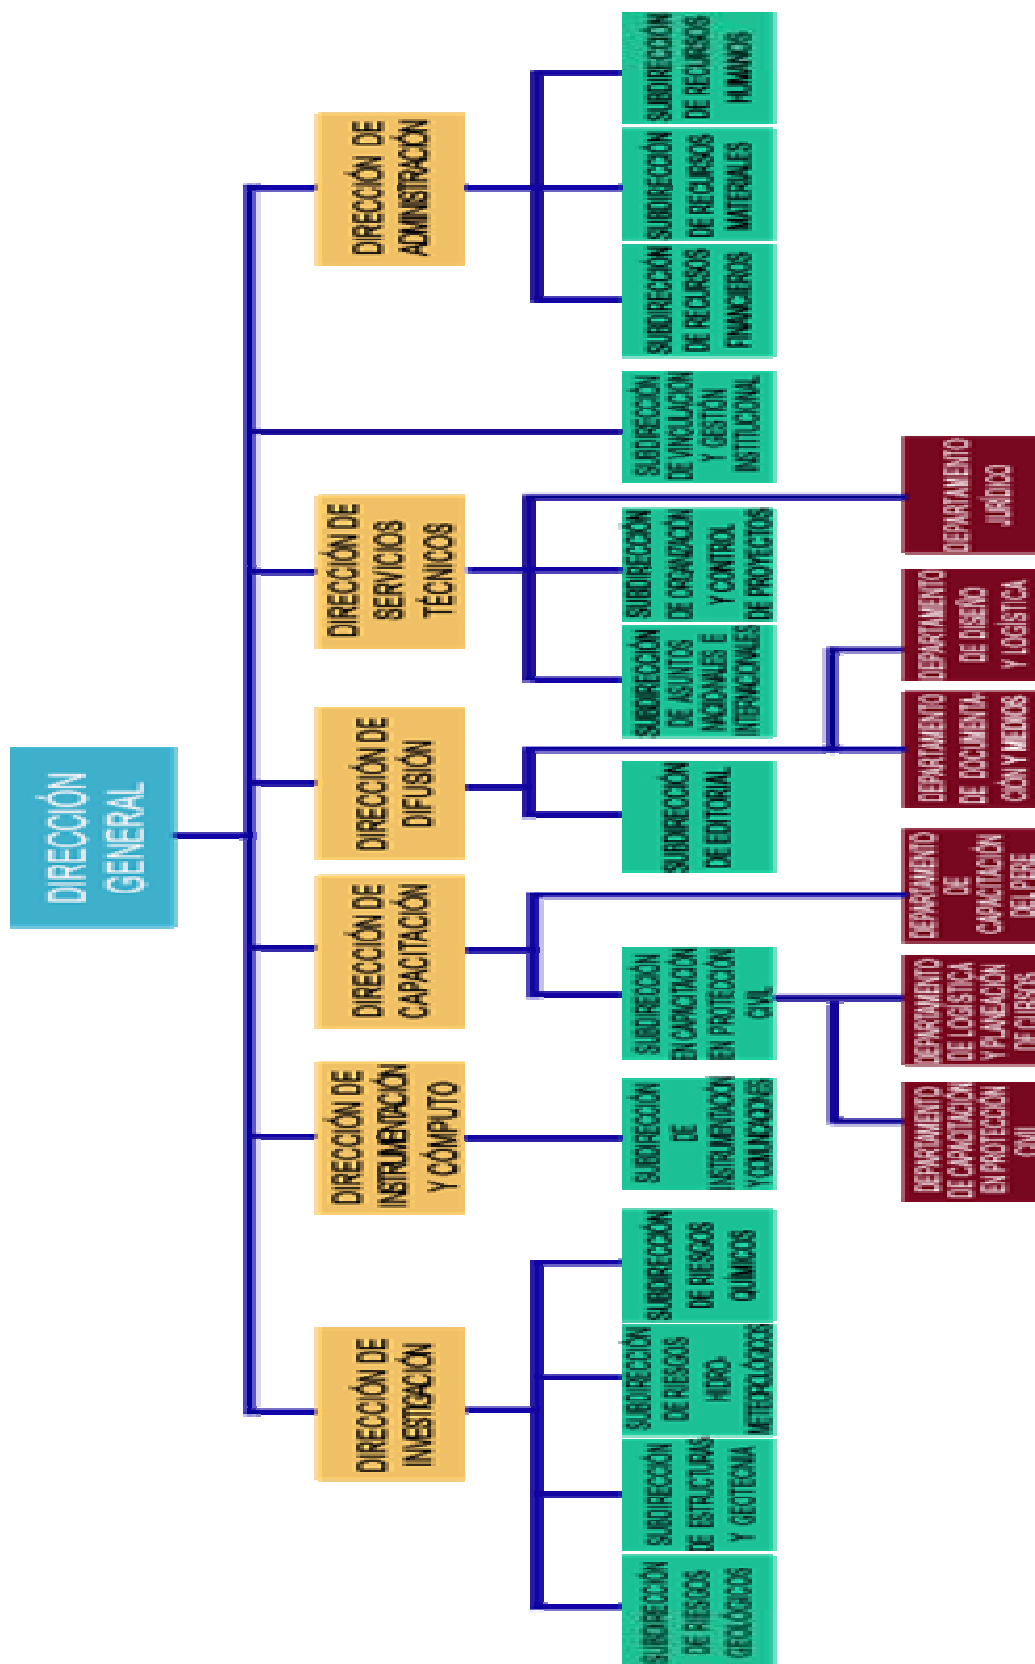 DIRECCIÓN
GENERAL
DIRECCIÓN DE
INVESTIGACIÓN
DIRECCIÓN DE
INSTRUMENTACIÓN
Y CÓMPUTO
DIRECCIÓN DE
CAPACITACIÓN
DIRECCIÓN DE
DIFUSIÓN
DIRECCIÓN DE
SERVICIOS
TÉCNICOS
DIRECCIÓN DE
ADMINISTRACIÓN
SUBDIRECCIÓN
DE RIESGOS
GEOLÓGICOS
SUBDIRECCIÓN
DE ESTRUCTURAS
Y GEOTECNIA
SUBDIRECCIÓN
DE RIESGOS
HIDRO-
METEOROLÓGICOS
SUBDIRECCIÓN
DE RIESGOS
QUÍMICOS
SUBDIRECCIÓN
DE
INSTRUMENTACIÓN
Y COMUNICACIONES
SUBDIRECCIÓN
EN CAPACITACIÓN
EN PROTECCIÓN
CIVIL
SUBDIRECCIÓN
DE EDITORIAL
SUBDIRECCIÓN
DE ASUNTOS
NACIONALES E
INTERNACIONALES
SUBDIRECCIÓN
DE ORGANIZACIÓN
Y CONTROL
DE PROYECTOS
SUBDIRECCIÓN
DE VINCULACION
Y GESTIÓN
INSTITUCIONAL
SUBDIRECCIÓN
DE RECURSOS
FINANCIEROS
SUBDIRECCIÓN
DE RECURSOS
MATERIALES
SUBDIRECCIÓN
DE RECURSOS
HUMANOS
DEPARTAMENTO
DE CAPACITACIÓN
EN PROTECCIÓN
CIVIL
DEPARTAMENTO
DE LOGÍSTICA
Y PLANEACIÓN
DE CURSOS
DEPARTAMENTO
DE
CAPACITACIÓN
DEL PERE
DEPARTAMENTO
DE DOCUMENTA-
CIÓN Y MEDIOS
DEPARTAMENTO
DE DISEÑO
Y LOGÍSTICA
DEPARTAMENTO
JURÍDICO